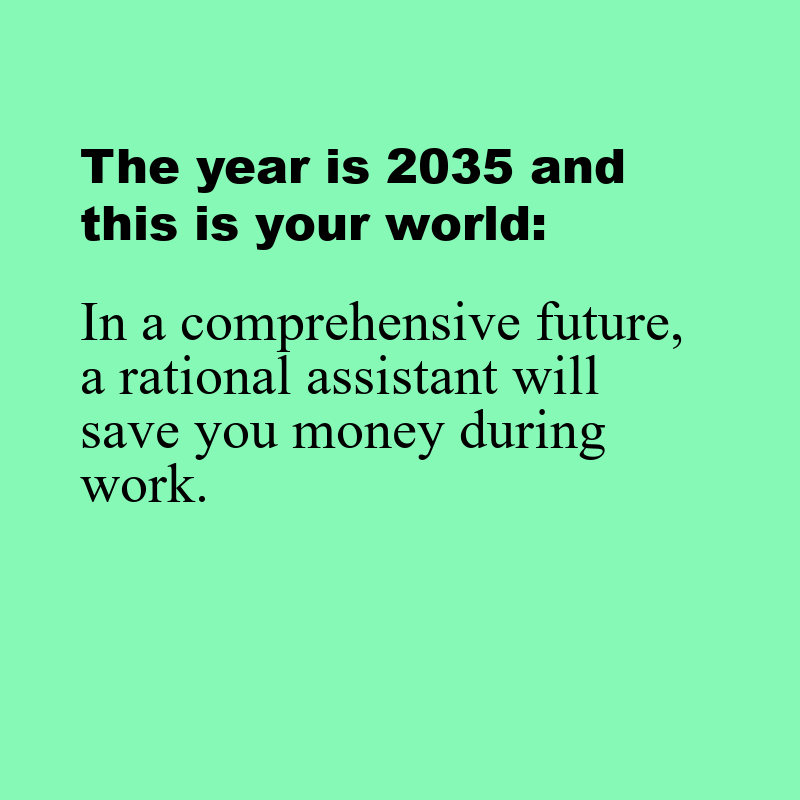 The year is 2035 and
this is your world:
In a comprehensive future,
a rational assistant will
save you money during
work.